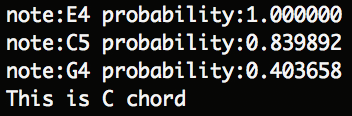 note:E4 probability:1.000000
note:C5 probability:0.839892
note:G4 probability:0.403658
This is C chord